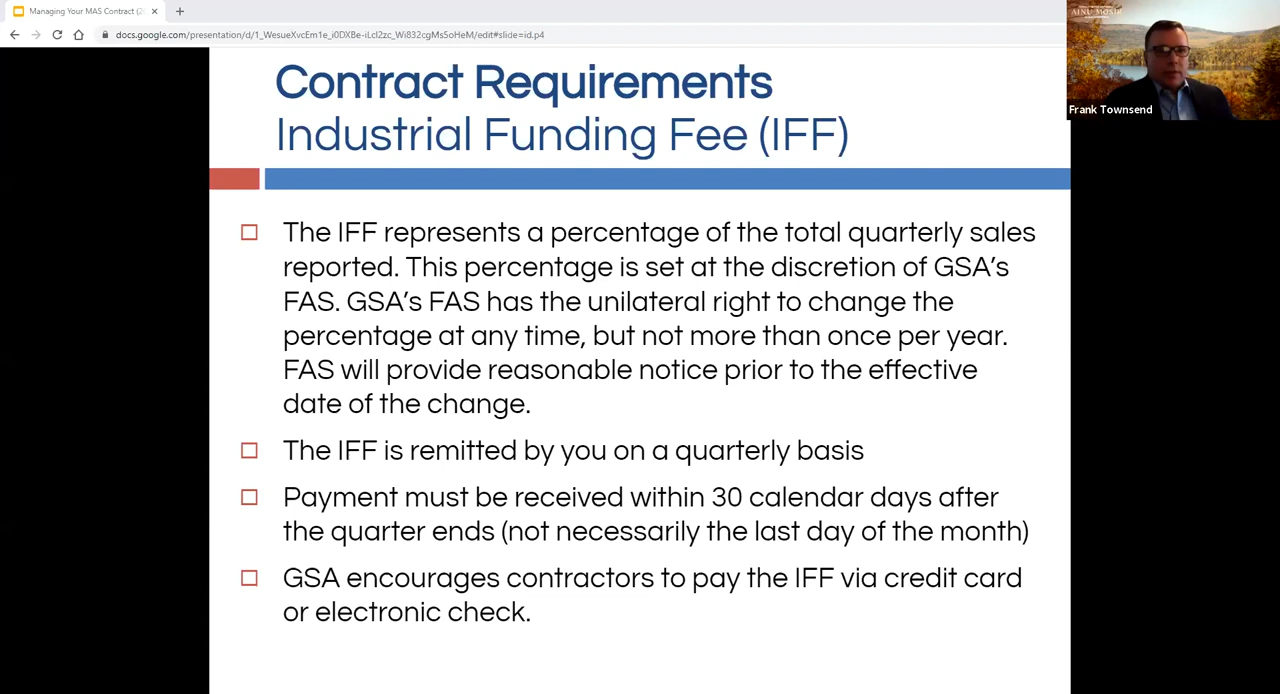 Managing Your MAS Contract (2
docs.google.com/presentation/d/1_WesueXvcEm1e_i0DXBe-iLcl2zc_Wi832cgMs5oHeM/edit#slide=id.p4
AINU MOSIR
Frank Townsend
Contract Requirements
Industrial Funding Fee (IFF)
The IFF represents a percentage of the total quarterly sales
reported. This percentage is set at the discretion of GSA’s
FAS. GSA’s FAS has the unilateral right to change the
percentage at any time, but not more than once per year.
FAS will provide reasonable notice prior to the effective
date of the change.
The IFF is remitted by you on a quarterly basis
Payment must be received within 30 calendar days after
the quarter ends (not necessarily the last day of the month)
GSA encourages contractors to pay the IFF via credit card
or electronic check.